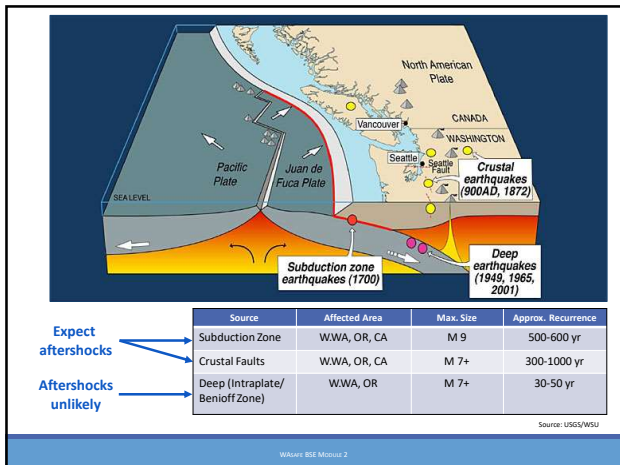 North American
Plate
Vancouver
CANADA
WASHINGTON
Seattle
Seattle
Fault
Crustal
earthquakes
(900AD, 1872)
Pacific
Plate
Juan de
Fuca Plate
SEA LEVEL
Subduction zone
earthquakes (1700)
Deep
earthquakes
(1949, 1965,
2001)
Expect
aftershocks
Aftershocks
unlikely
Source Affected Area Max. Size Approx. Recurrence
Subduction Zone W.WA, OR, CA M 9 500-600 yr
Crustal Faults W.WA, OR, CA M 7+ 300-1000 yr
Deep (Intraplate/ W.WA, OR M 7+ 30-50 yr
Benioff Zone)
Source: USGS/WSU
WASAFE BSE MODULE 2